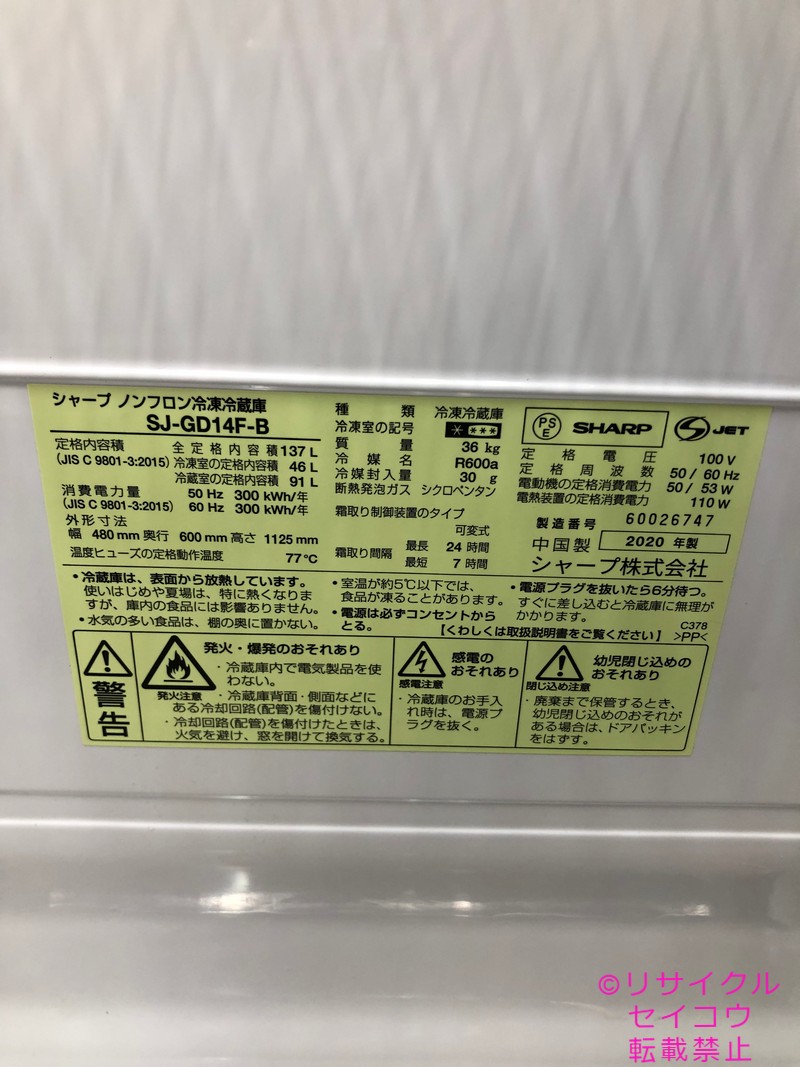 シャープ ノンフロン冷凍冷蔵庫
SJ-GD14F-B
定格内容積 全定格内容積 137 L
(JIS C 9801-3:2015) 冷凍室の定格内容積 46 L
冷蔵室の定格内容積 91 L
消費電力量 50 Hz 300 kWh/年
(JIS C 9801-3:2015) 60 Hz 300 kWh/年
外形寸法
幅 480 mm 奥行 600 mm 高さ 1125 mm
温度ヒューズの定格動作温度 77℃
種類 冷凍冷蔵庫
冷凍室の記号 * ***
質量 36 kg
冷媒名 R600a
冷媒封入量 30 g
断熱発泡ガス シクロペンタン
霜取り制御装置のタイプ
可変式
霜取り間隔 最長 24 時間
最短 7 時間
PSE SHARP S JET
定格電圧 100 V
定格周波数 50 / 60 Hz
電動機の定格消費電力 50 / 53 W
電熱装置の定格消費電力 110 W
製造番号 60026747
中国製 2020 年製
シャープ株式会社
・冷蔵庫は、表面から放熱しています。
使いはじめや夏場は、特に熱くなりま
すが、庫内の食品には影響ありません。
・水気の多い食品は、棚の奥に置かない。
・室温が約5℃以下では、
食品が凍ることがあります。
・電源は必ずコンセントから
とる。
・電源プラグを抜いたら6分待つ。
すぐに差し込むと冷蔵庫に無理が
かかります。
【くわしくは取扱説明書をご覧ください】
C378
>PP<
警告
発火注意
発火・爆発のおそれあり
・冷蔵庫内で電気製品を使
わない。
・冷蔵庫背面・側面などに
ある冷却回路(配管)を傷付けない。
・冷却回路(配管)を傷付けたときは、
火気を避け、窓を開けて換気する。
感電注意
感電の
おそれあり
・冷蔵庫のお手入
れ時は、電源プ
ラグを抜く。
閉じ込め注意
幼児閉じ込めの
おそれあり
・廃棄まで保管するとき、
幼児閉じ込めのおそれが
ある場合は、ドアパッキン
をはずす。
©リサイクル
セイコウ
転載禁止